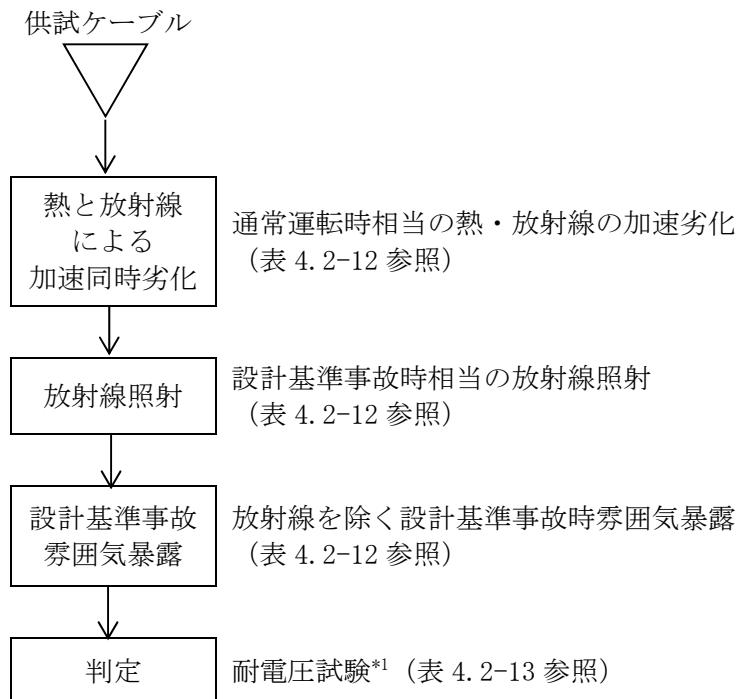 供試ケーブル
熱と放射線
による
加速同時劣化
通常運転時相当の熱・放射線の加速劣化
（表 4.2-12 参照）
放射線照射
設計基準事故時相当の放射線照射
（表 4.2-12 参照）
設計基準事故
雰囲気暴露
放射線を除く設計基準事故時雰囲気暴露
（表 4.2-12 参照）
判定
耐電圧試験*1（表 4.2-13 参照）